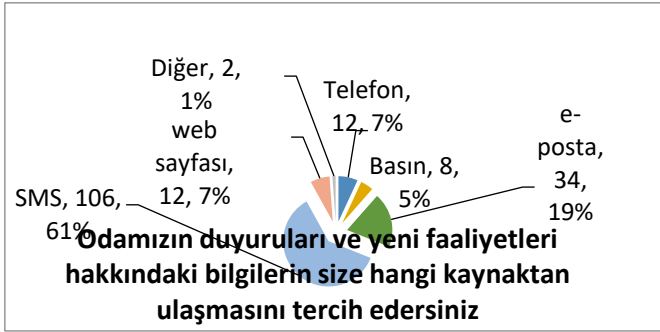 Diğer, 2,
1%
Telefon,
12, 7%
e-
posta,
34,
19%
web
sayfası,
12, 7%
Basın, 8,
5%
SMS, 106,
61%
Odamızın duyuruları ve yeni faaliyetleri
hakkındaki bilgilerin size hangi kaynaktan
ulaşmasını tercih edersiniz